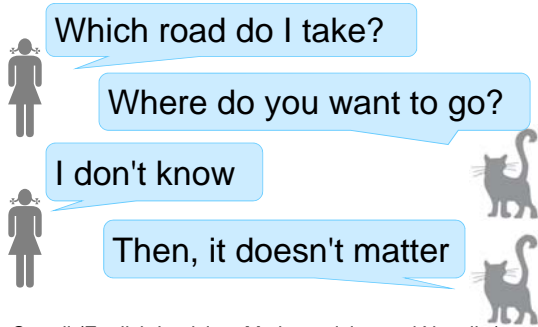 Which road do I take?
Where do you want to go?
I don't know
Then, it doesn't matter